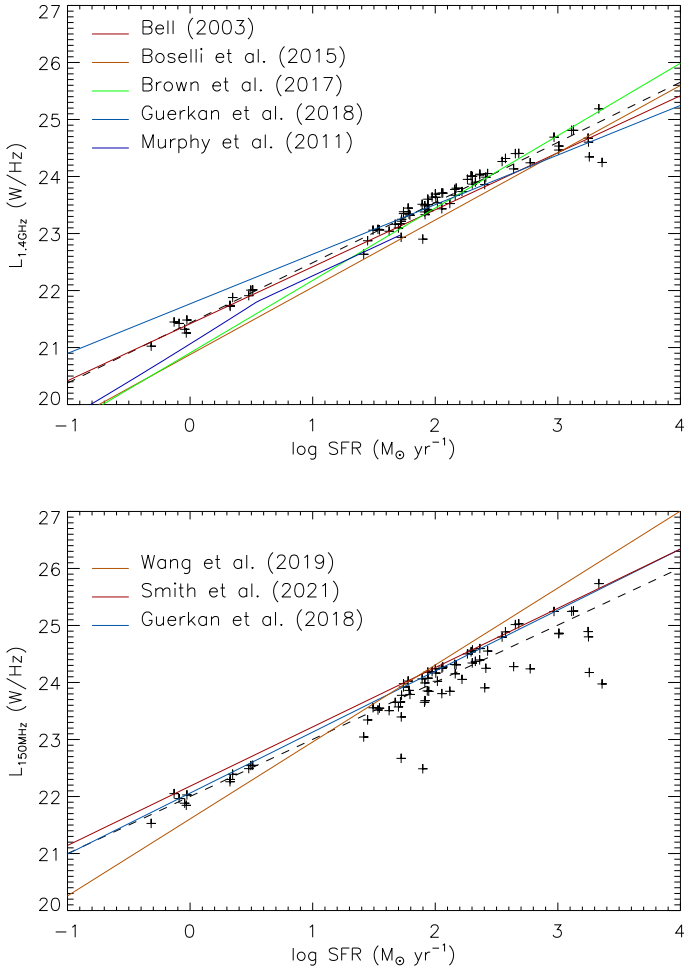 Bell (2003)
Boselli et al. (2015)
Brown et al. (2017)
Guerkan et al. (2018)
Murphy et al. (2011)
27
26
25
24
23
22
21
20
L1.4GHz (W/Hz)
−1 0 1 2 3 4
log SFR (M⊙ yr⁻¹)
Wang et al. (2019)
Smith et al. (2021)
Guerkan et al. (2018)
27
26
25
24
23
22
21
20
L150MHz (W/Hz)
−1 0 1 2 3 4
log SFR (M⊙ yr⁻¹)